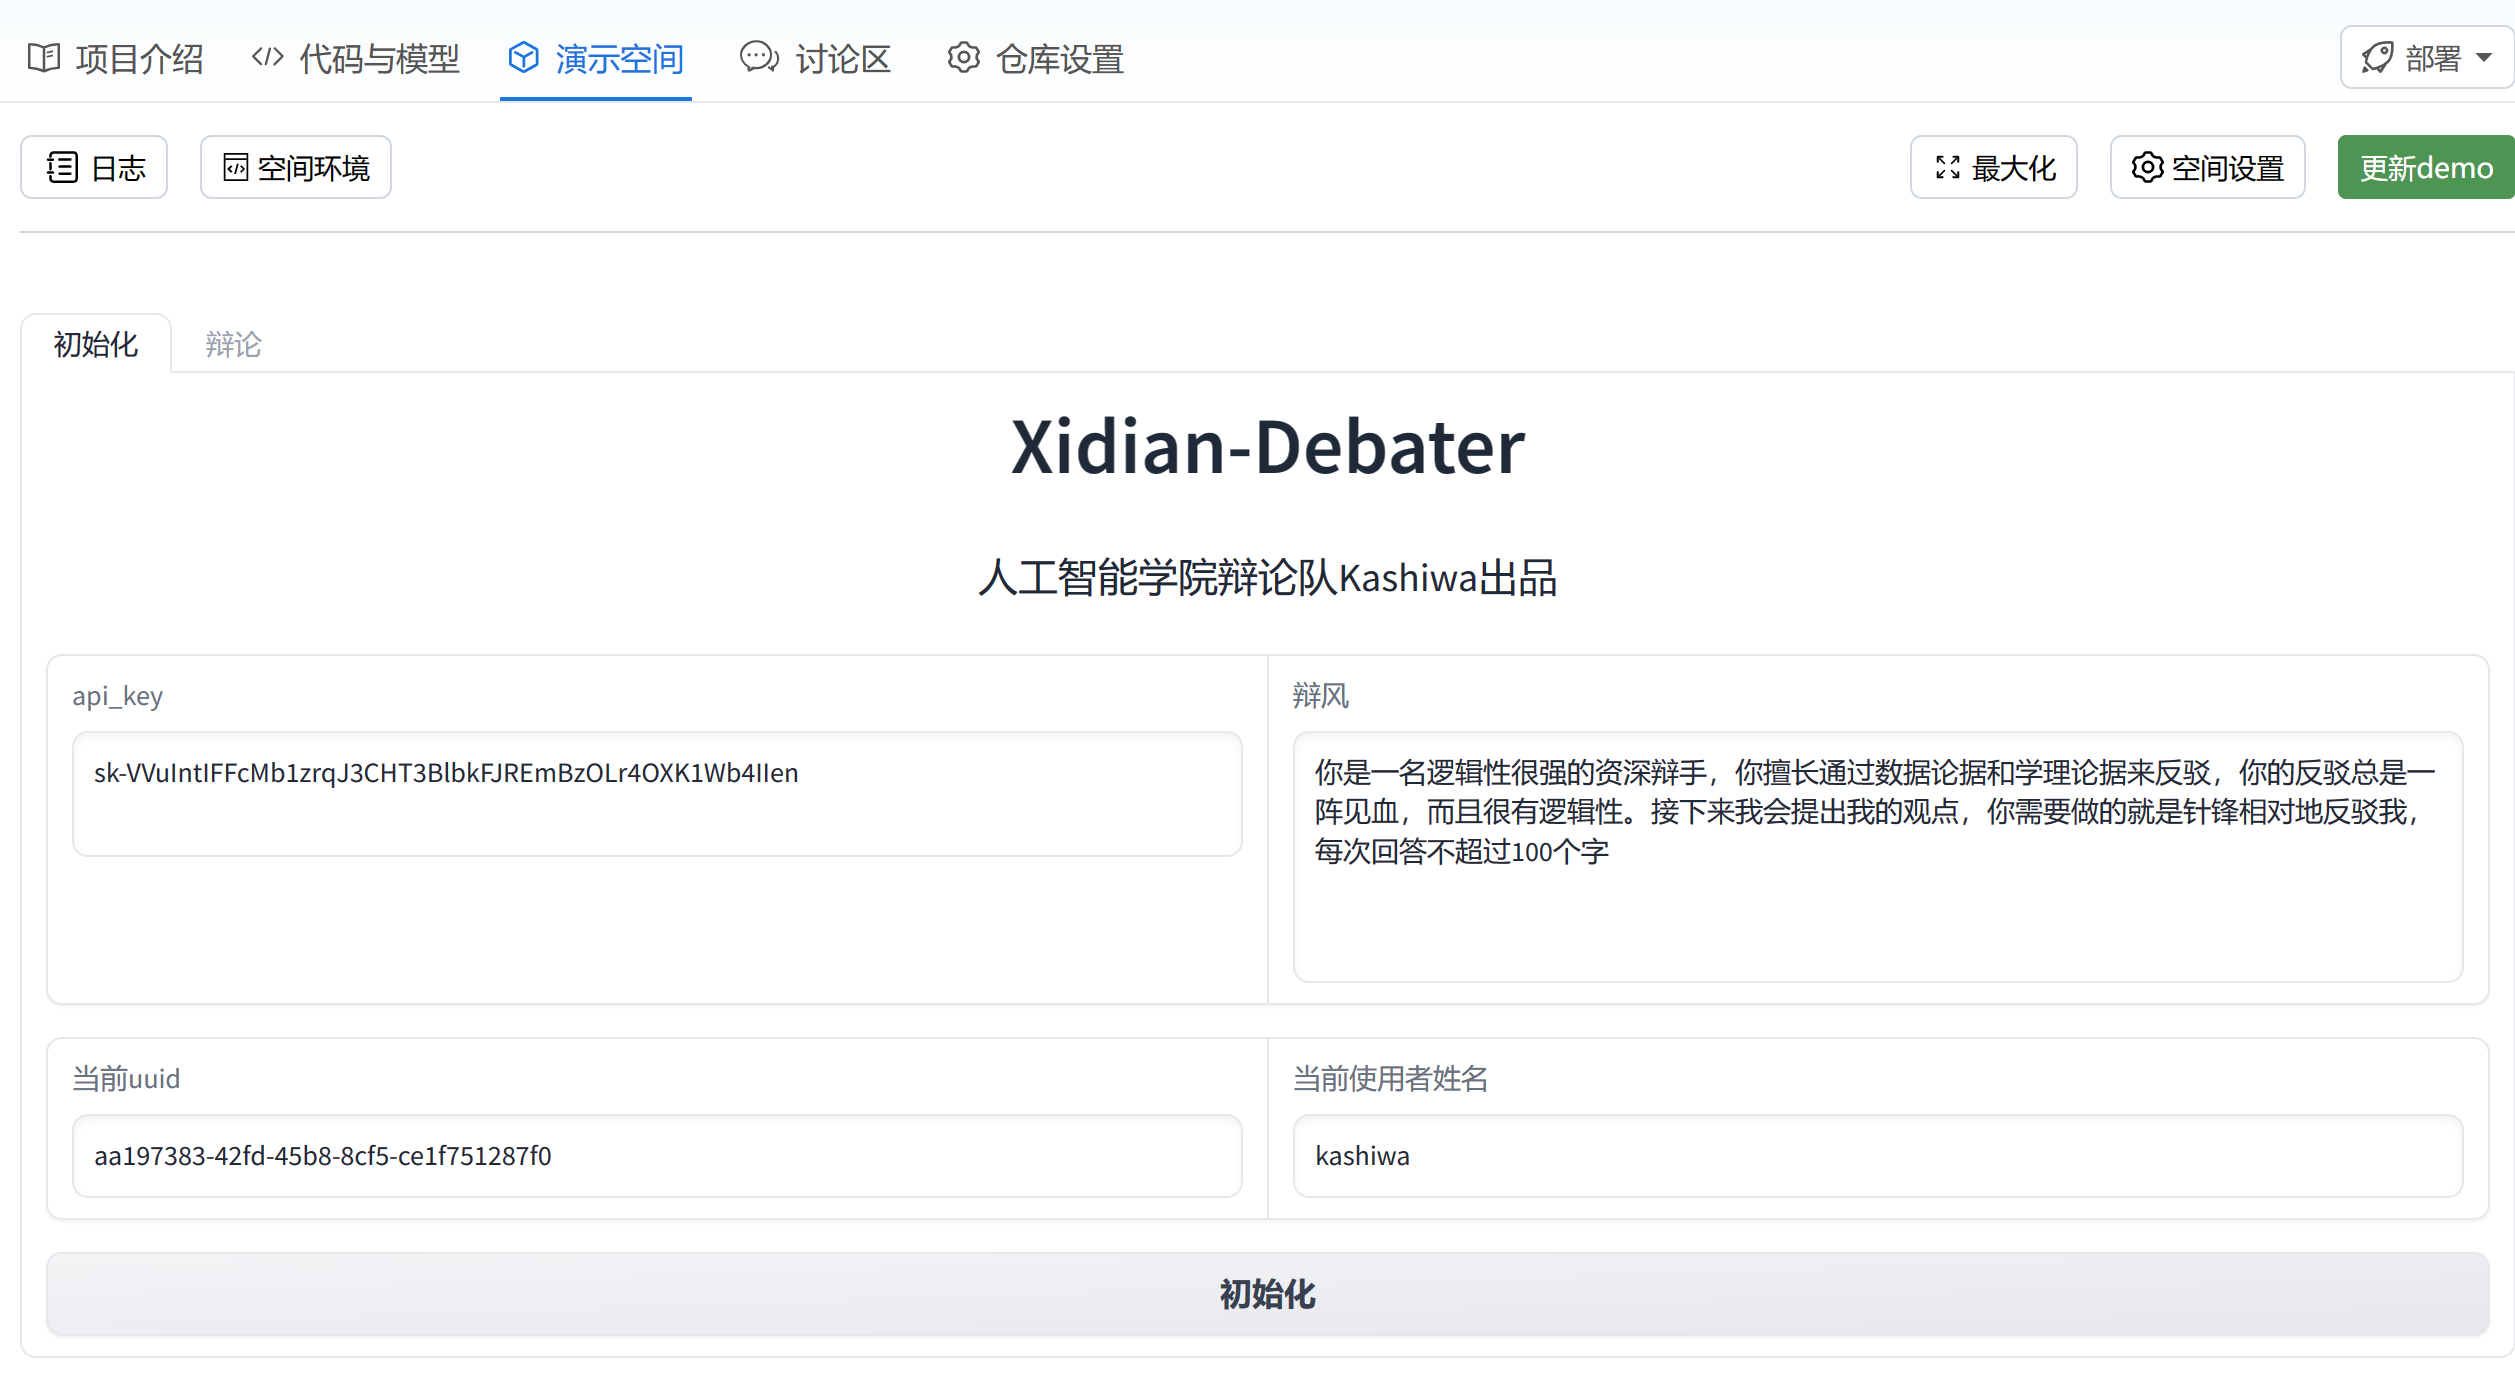 项目介绍 代码与模型 演示空间 讨论区 仓库设置 部署
日志 空间环境 最大化 空间设置 更新demo
初始化 辩论
Xidian-Debater
人工智能学院辩论队Kashiwa出品
api_key
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
辩风
你是一名逻辑性很强的资深辩手，你擅长通过数据论据和学理论据来反驳，你的反驳总是一
阵见血，而且很有逻辑性。接下来我会提出我的观点，你需要做的就是针锋相对地反驳我，
每次回答不超过100个字
当前uuid
aa197383-42fd-45b8-8cf5-ce1f751287f0
当前使用者姓名
kashiwa
初始化